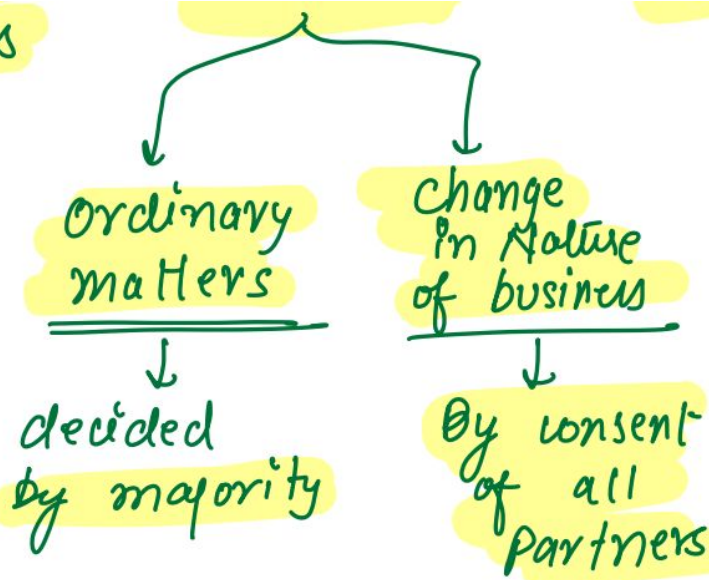 s
ordinary
matters
change
in Nature
of business
decided
by majority
By consent
of all
partners